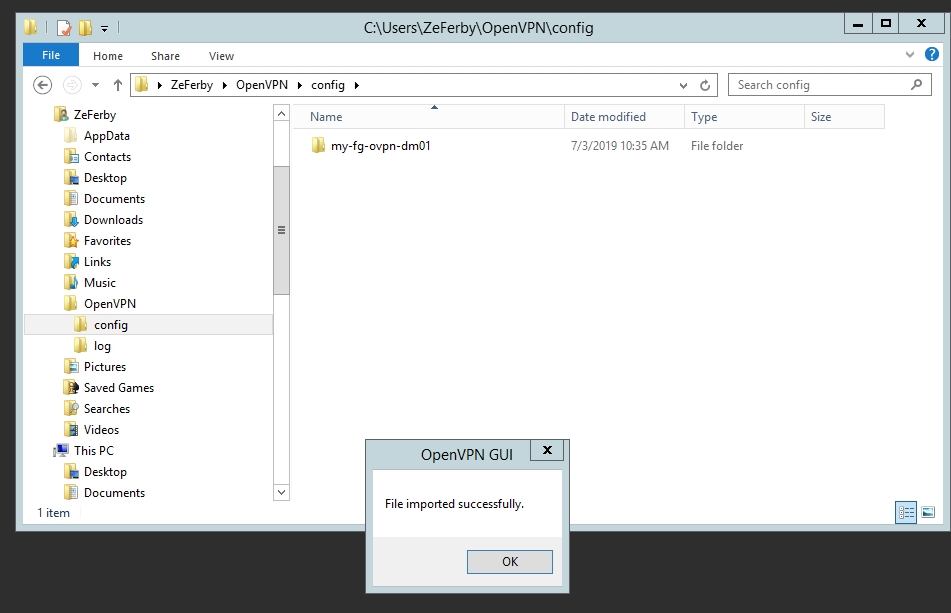 C:\Users\ZeFerby\OpenVPN\config
File Home Share View
ZeFerby OpenVPN config
Search config
ZeFerby
AppData
Contacts
Desktop
Documents
Downloads
Favorites
Links
Music
OpenVPN
config
log
Pictures
Saved Games
Searches
Videos
This PC
Desktop
Documents
Name Date modified Type Size
my-fg-ovpn-dm01 7/3/2019 10:35 AM File folder
1 item
OpenVPN GUI
File imported successfully.
OK